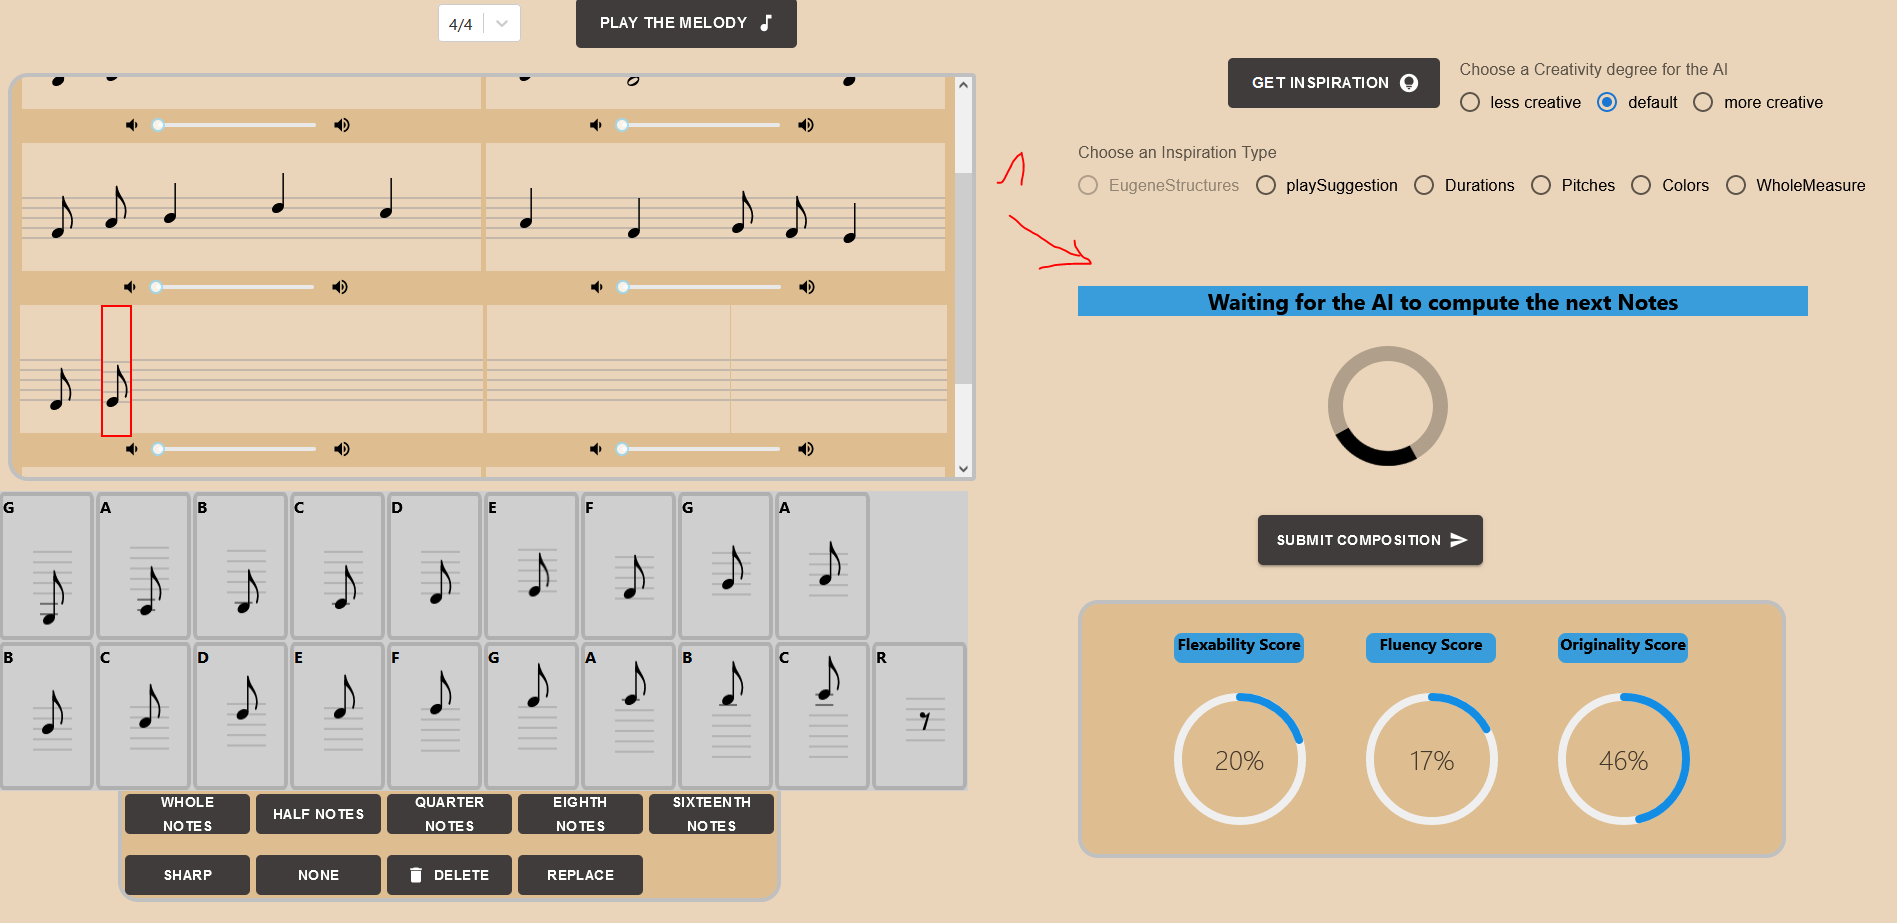 4/4
PLAY THE MELODY
GET INSPIRATION
Choose a Creativity degree for the AI
less creative default more creative
Choose an Inspiration Type
EugeneStructures playSuggestion Durations Pitches Colors WholeMeasure
1
Waiting for the AI to compute the next Notes
SUBMIT COMPOSITION
G A B C D E F G A
B C D E F G A B C R
Flexability Score Fluency Score Originality Score
20% 17% 46%
WHOLE NOTES
HALF NOTES
QUARTER NOTES
EIGHTH NOTES
SIXTEENTH NOTES
SHARP
NONE
DELETE
REPLACE